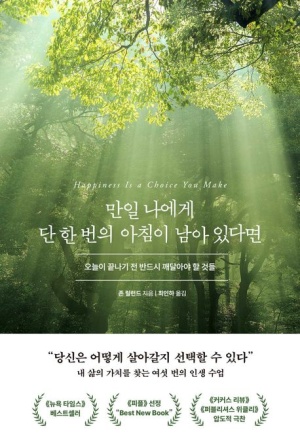 Happiness Is a Choice You Make
만일 나에게
단 한 번의 아침이 남아 있다면
오늘이 끝나기 전 반드시 깨달아야 할 것들
존 릴런드 지음 | 최인하 옮김
“당신은 어떻게 살아갈지 선택할 수 있다”
내 삶의 가치를 찾는 여섯 번의 인생 수업
《뉴욕 타임스》
베스트셀러
《피플》 선정
“Best New Book”
《커커스 리뷰》
《퍼블리셔스 위클리》
압도적 극찬